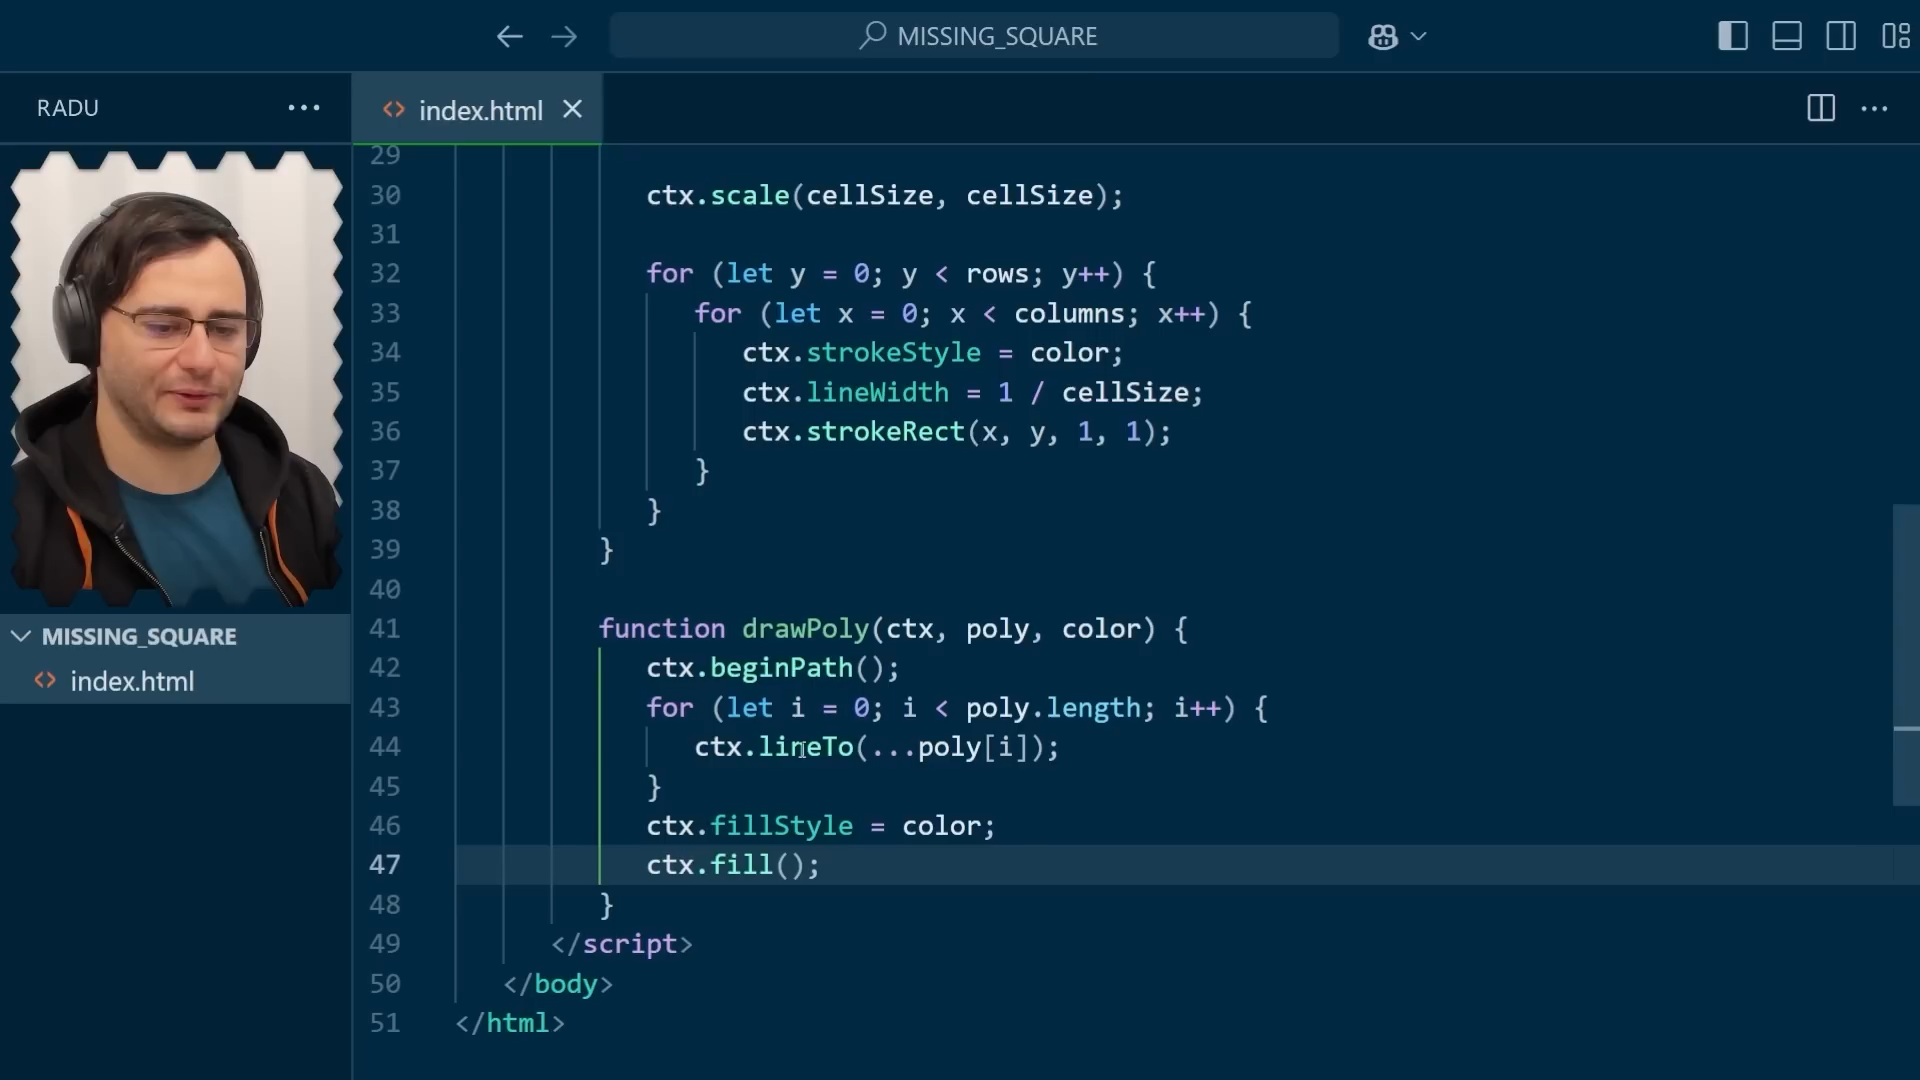 MISSING_SQUARE
RADU
index.html
MISSING_SQUARE
index.html
29
30 ctx.scale(cellSize, cellSize);
31
32 for (let y = 0; y < rows; y++) {
33 for (let x = 0; x < columns; x++) {
34 ctx.strokeStyle = color;
35 ctx.lineWidth = 1 / cellSize;
36 ctx.strokeRect(x, y, 1, 1);
37 }
38 }
39 }
40
41 function drawPoly(ctx, poly, color) {
42 ctx.beginPath();
43 for (let i = 0; i < poly.length; i++) {
44 ctx.lineTo(...poly[i]);
45 }
46 ctx.fillStyle = color;
47 ctx.fill();
48 }
49 </script>
50 </body>
51 </html>